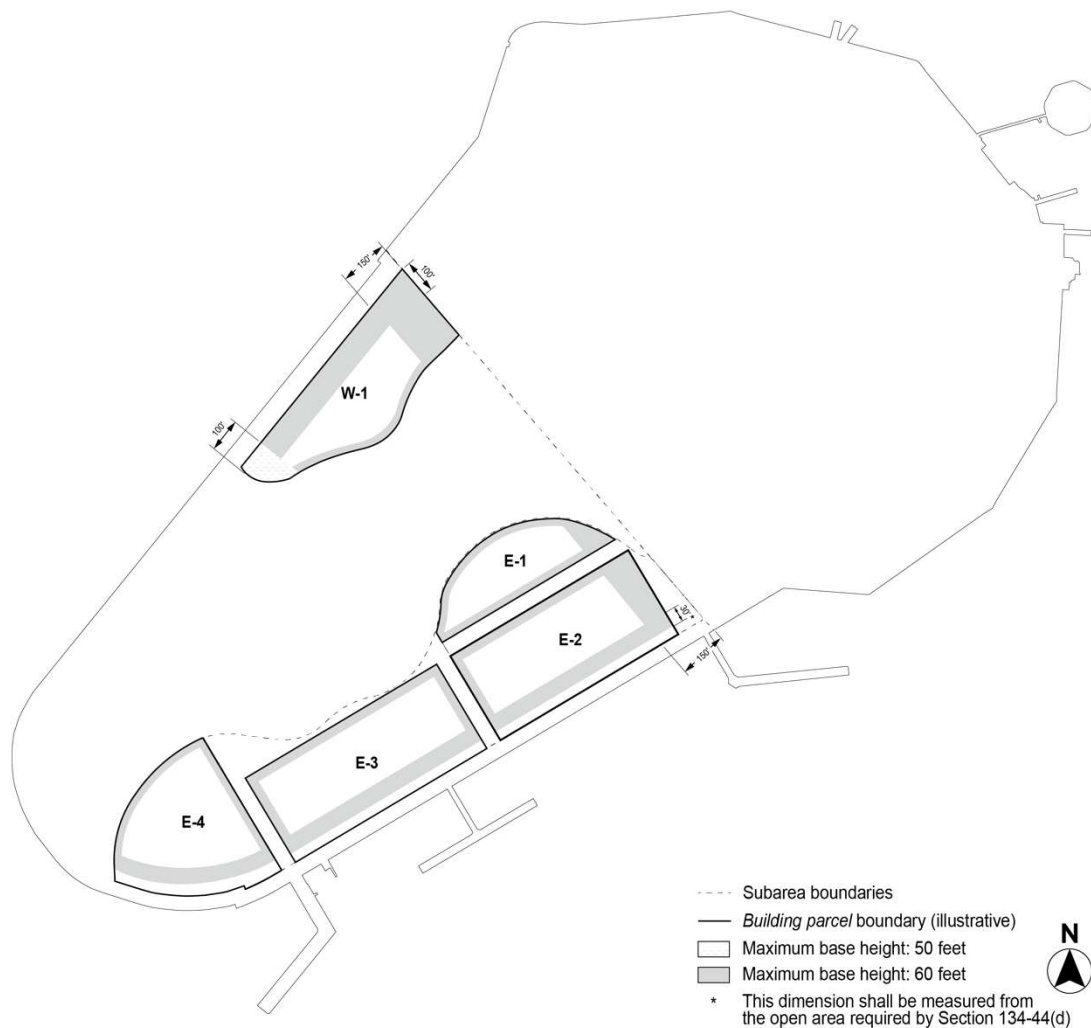 150'
100'
W-1
100'
E-1
30'*
E-2
150'
E-3
E-4
Subarea boundaries
Building parcel boundary (illustrative)
Maximum base height: 50 feet
Maximum base height: 60 feet
* This dimension shall be measured from
the open area required by Section 134-44(d)
N